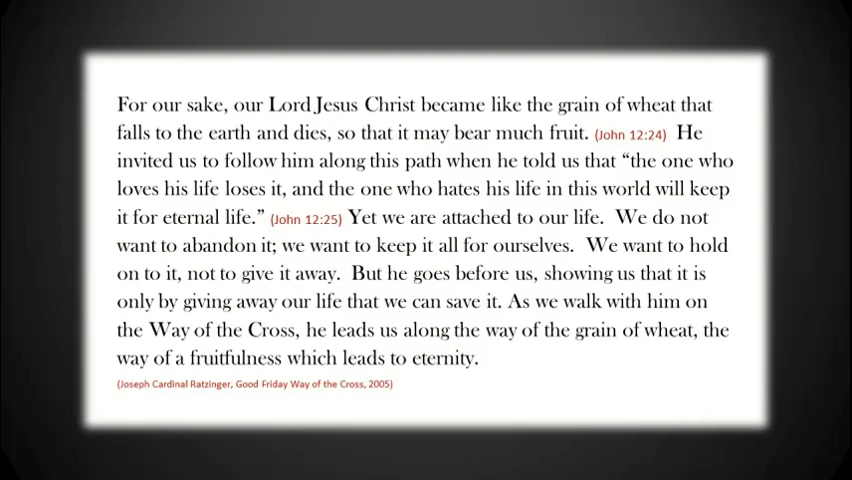 For our sake, our Lord Jesus Christ became like the grain of wheat that
falls to the earth and dies, so that it may bear much fruit. (John 12:24)  He
invited us to follow him along this path when he told us that “the one who
loves his life loses it, and the one who hates his life in this world will keep
it for eternal life.” (John 12:25) Yet we are attached to our life.  We do not
want to abandon it; we want to keep it all for ourselves.  We want to hold
on to it, not to give it away.  But he goes before us, showing us that it is
only by giving away our life that we can save it. As we walk with him on
the Way of the Cross, he leads us along the way of the grain of wheat, the
way of a fruitfulness which leads to eternity.
(Joseph Cardinal Ratzinger, Good Friday Way of the Cross, 2005)